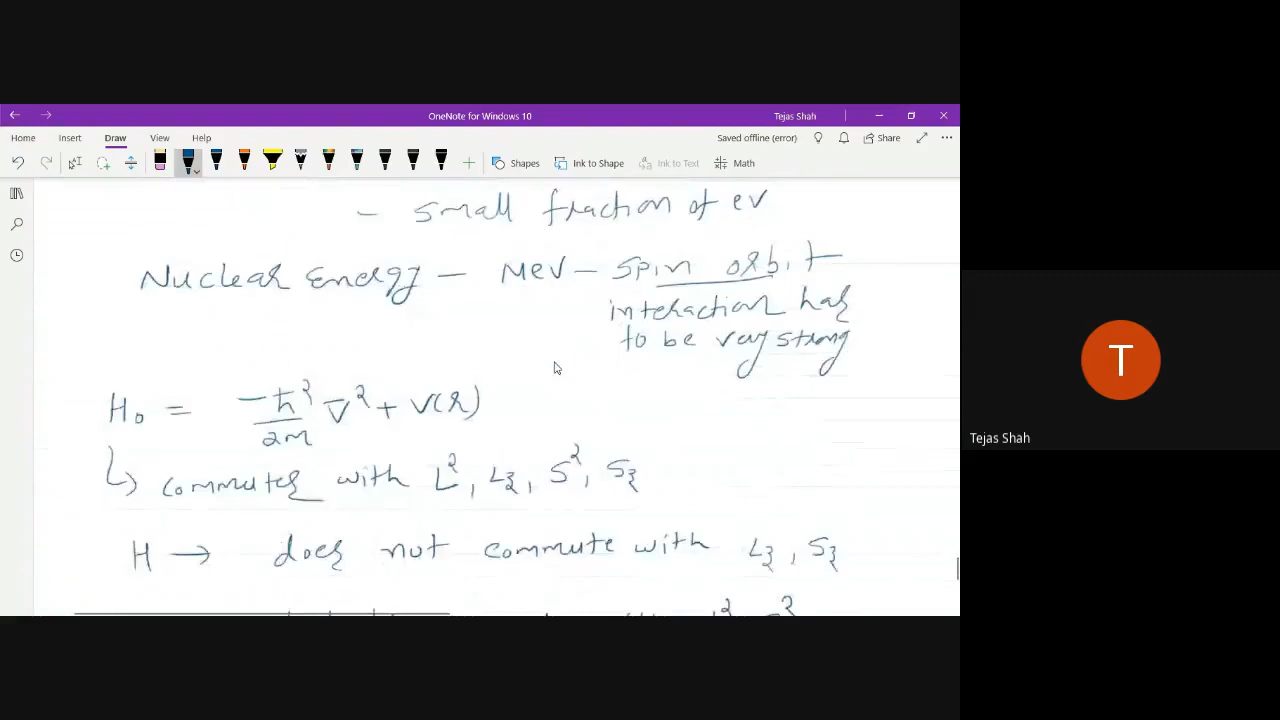 OneNote for Windows 10
Tejas Shah
Home Insert Draw View Help
Saved offline (error)
Share
Shapes Ink to Shape Ink to Text Math
- small fraction of eV
Nuclear Energy - MeV - spin orbit
interaction has
to be very strong
H₀ = -ħ²/2m ∇² + V(r)
↳ commutes with L², Lz, S², Sz
H → does not commute with Lz, Sz
T
Tejas Shah